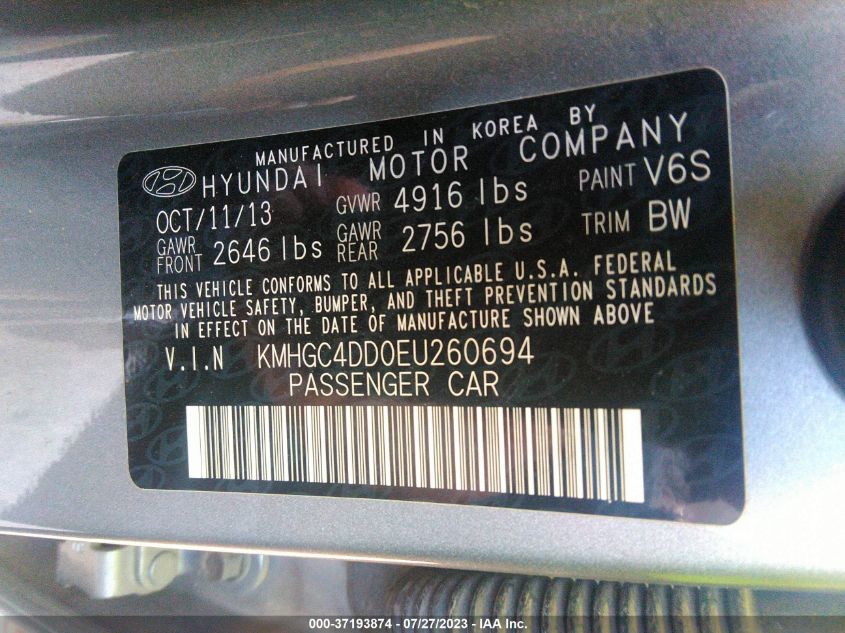 MANUFACTURED IN KOREA BY
HYUNDAI MOTOR COMPANY
OCT/11/13 GVWR 4916 lbs PAINT V6S
GAWR FRONT 2646 lbs GAWR REAR 2756 lbs TRIM BW
THIS VEHICLE CONFORMS TO ALL APPLICABLE U.S.A. FEDERAL
MOTOR VEHICLE SAFETY, BUMPER, AND THEFT PREVENTION STANDARDS
IN EFFECT ON THE DATE OF MANUFACTURE SHOWN ABOVE
V.I.N KMHGC4DD0EU260694
PASSENGER CAR
000-37193874 / 07/27/2023 - IAA Inc.